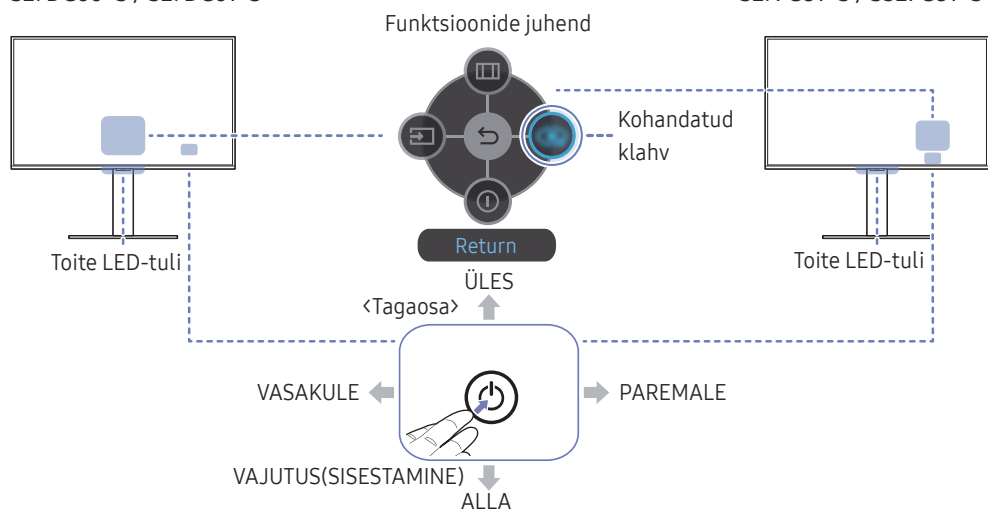 Funktsioonide juhend
Kohandatud
klahv
Return
Toite LED-tuli
Toite LED-tuli
ÜLES
<Tagaosa>
VASAKULE
PAREMALE
VAJUTUS(SISESTAMINE)
ALLA